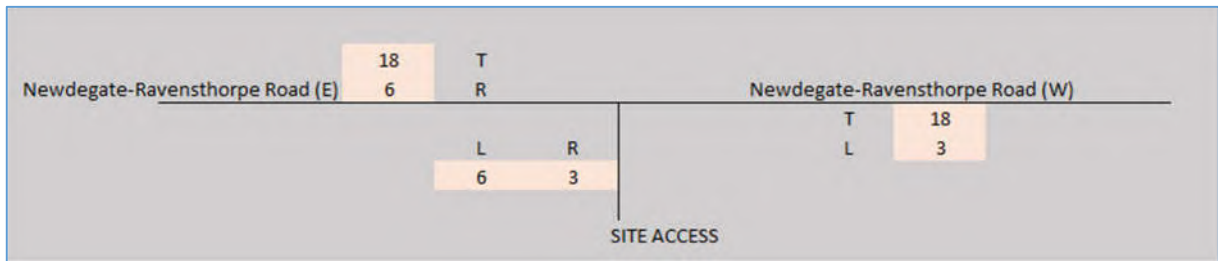 18 T
Newdegate-Ravensthorpe Road (E) 6 R Newdegate-Ravensthorpe Road (W)
T 18
L R L 3
6 3
SITE ACCESS